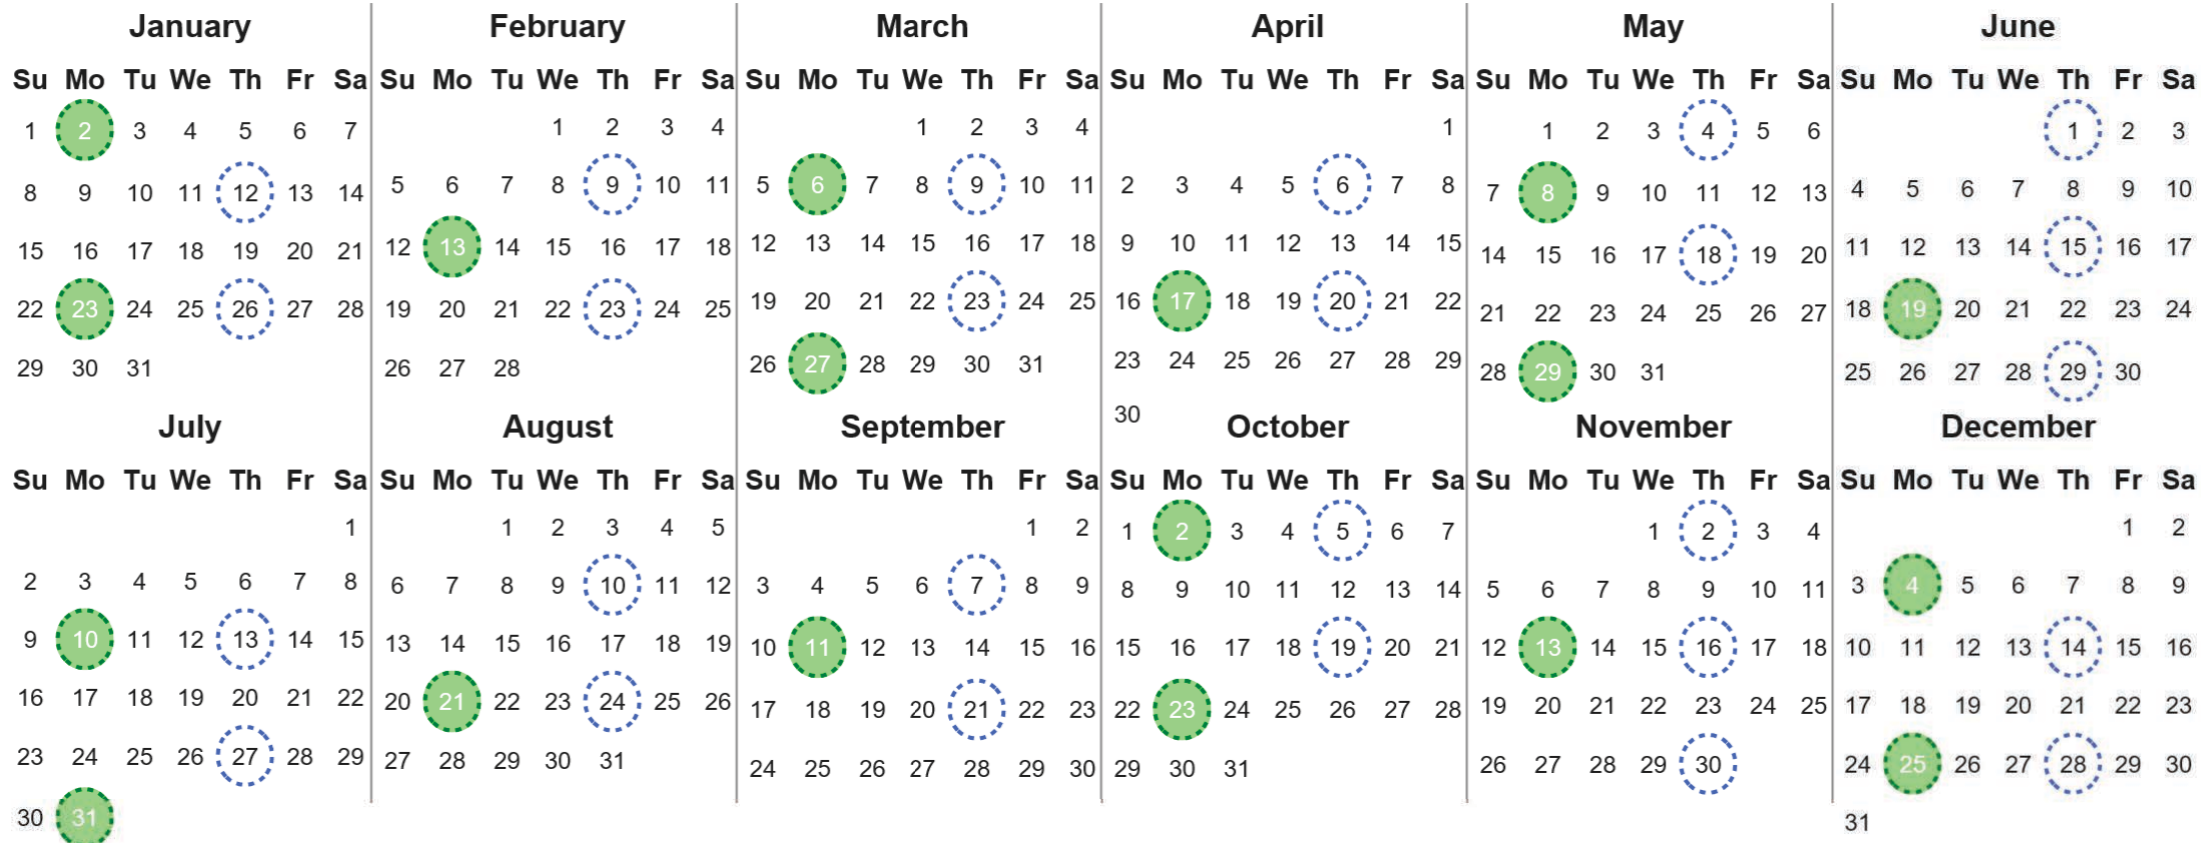 January February March April May June
Su Mo Tu We Th Fr Sa Su Mo Tu We Th Fr Sa Su Mo Tu We Th Fr Sa Su Mo Tu We Th Fr Sa Su Mo Tu We Th Fr Sa Su Mo Tu We Th Fr Sa
1 2 3 4 5 6 7 1 2 3 4 1 2 3 4 1 1 2 3 4 5 6 1 2 3
8 9 10 11 12 13 14 5 6 7 8 9 10 11 5 6 7 8 9 10 11 2 3 4 5 6 7 8 7 8 9 10 11 12 13 4 5 6 7 8 9 10
15 16 17 18 19 20 21 12 13 14 15 16 17 18 12 13 14 15 16 17 18 9 10 11 12 13 14 15 14 15 16 17 18 19 20 11 12 13 14 15 16 17
22 23 24 25 26 27 28 19 20 21 22 23 24 25 19 20 21 22 23 24 25 16 17 18 19 20 21 22 21 22 23 24 25 26 27 18 19 20 21 22 23 24
29 30 31 26 27 28 26 27 28 29 30 31 23 24 25 26 27 28 29 28 29 30 31 25 26 27 28 29 30
30
July August September October November December
Su Mo Tu We Th Fr Sa Su Mo Tu We Th Fr Sa Su Mo Tu We Th Fr Sa Su Mo Tu We Th Fr Sa Su Mo Tu We Th Fr Sa Su Mo Tu We Th Fr Sa
1 1 2 3 4 5 1 2 1 2 3 4 5 6 7 1 2 3 4 1 2
2 3 4 5 6 7 8 6 7 8 9 10 11 12 3 4 5 6 7 8 9 8 9 10 11 12 13 14 5 6 7 8 9 10 11 3 4 5 6 7 8 9
9 10 11 12 13 14 15 13 14 15 16 17 18 19 10 11 12 13 14 15 16 15 16 17 18 19 20 21 12 13 14 15 16 17 18 10 11 12 13 14 15 16
16 17 18 19 20 21 22 20 21 22 23 24 25 26 17 18 19 20 21 22 23 22 23 24 25 26 27 28 19 20 21 22 23 24 25 17 18 19 20 21 22 23
23 24 25 26 27 28 29 27 28 29 30 31 24 25 26 27 28 29 30 29 30 31 26 27 28 29 30 24 25 26 27 28 29 30
30 31 31